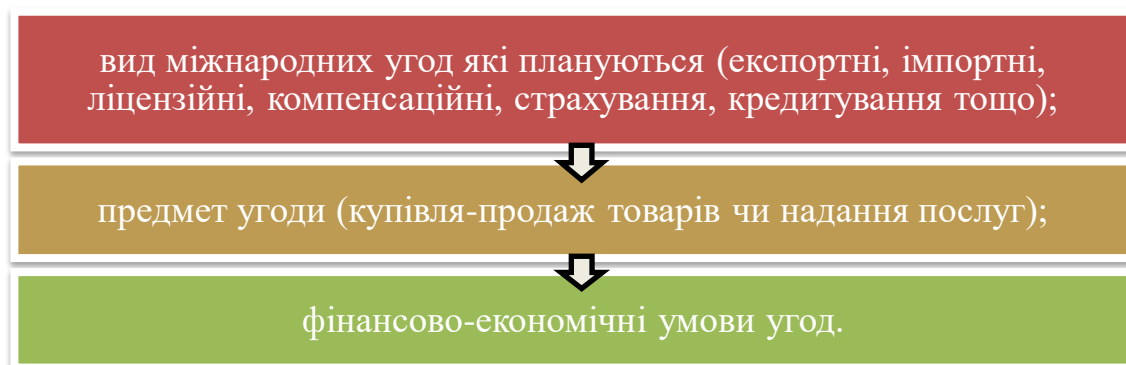 вид міжнародних угод які плануються (експортні, імпортні,
ліцензійні, компенсаційні, страхування, кредитування тощо);
предмет угоди (купівля-продаж товарів чи надання послуг);
фінансово-економічні умови угод.